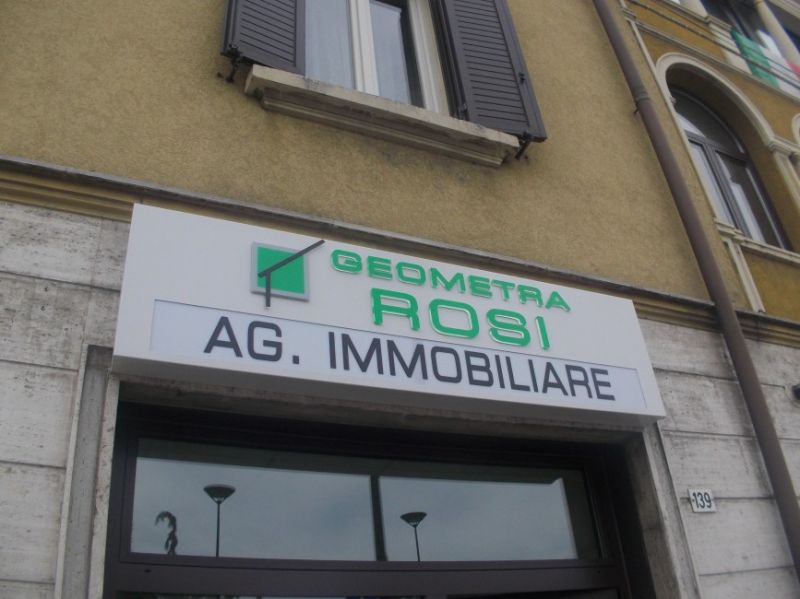 GEOMETRA
ROSI
AG. IMMOBILIARE
139